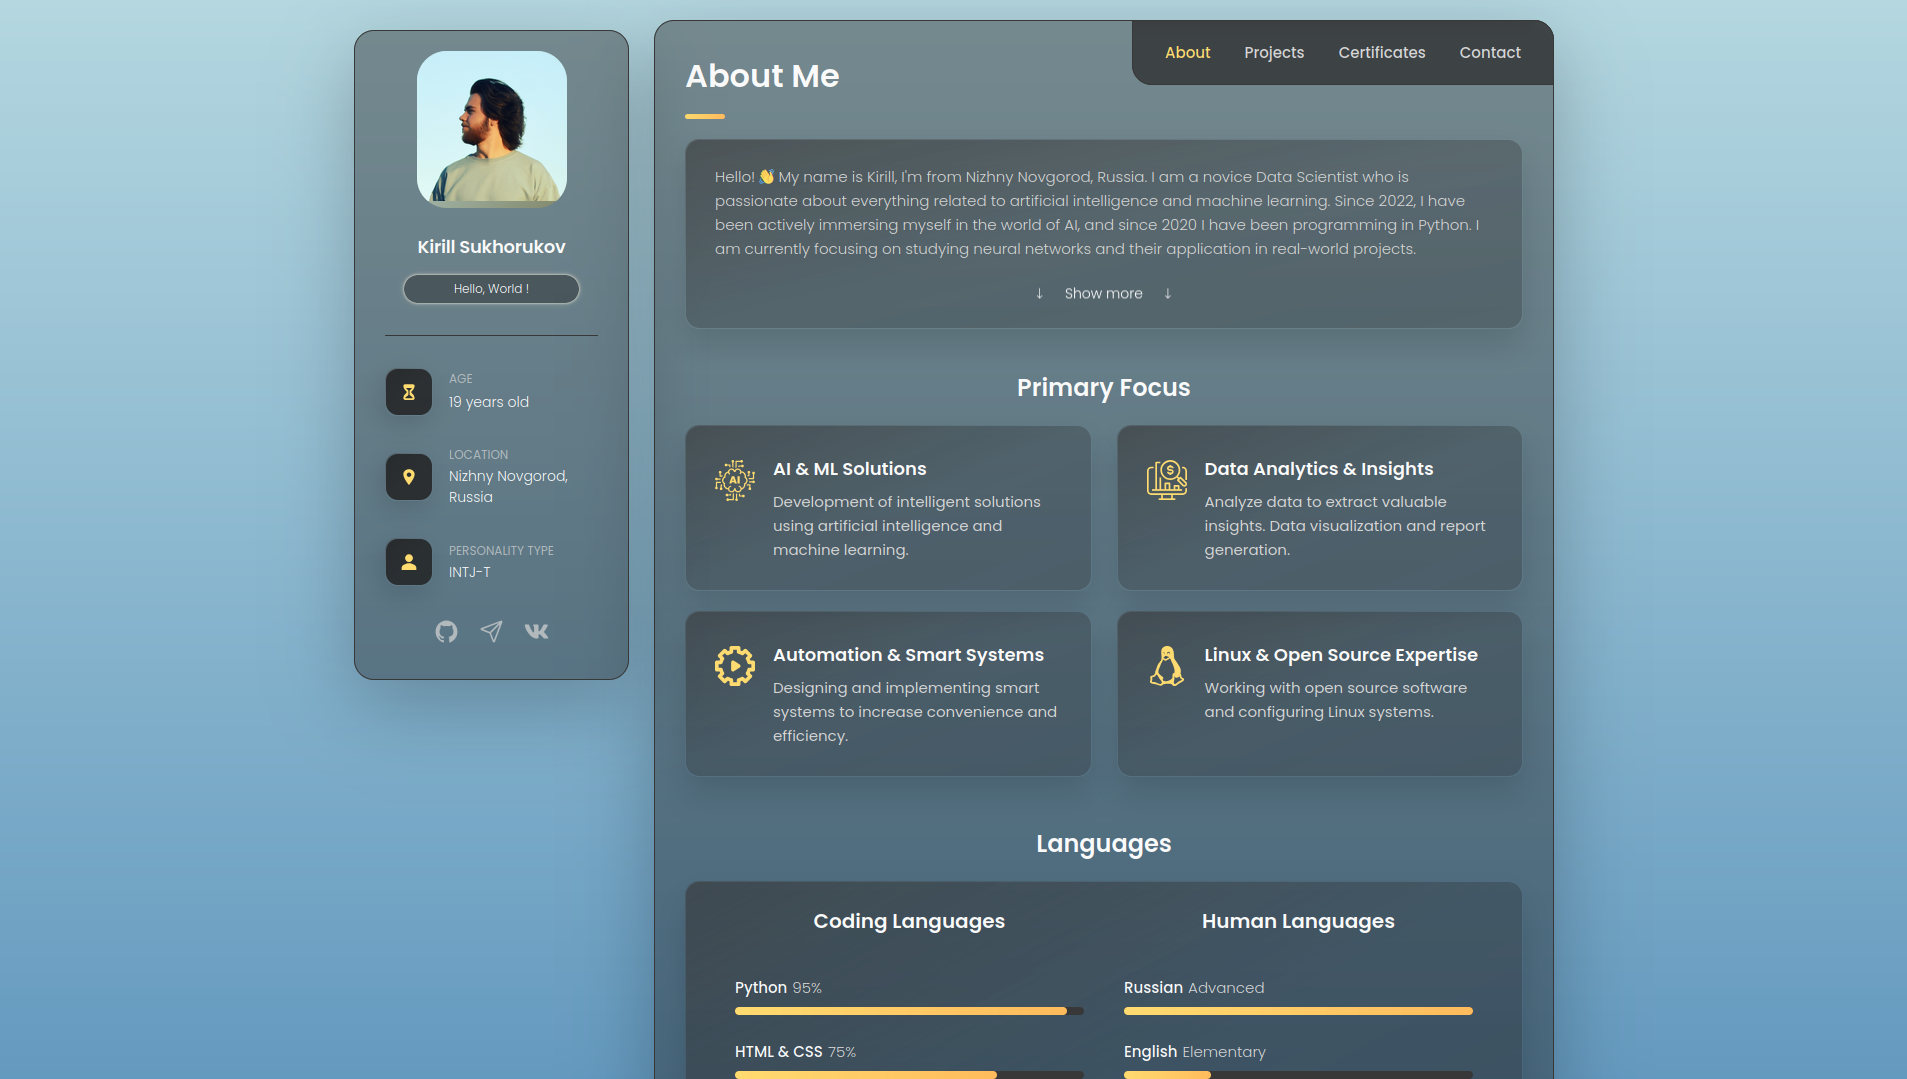 Kirill Sukhorukov
Hello, World !
AGE
19 years old
LOCATION
Nizhny Novgorod,
Russia
PERSONALITY TYPE
INTJ-T
About
Projects
Certificates
Contact
About Me
Hello! 👋 My name is Kirill, I'm from Nizhny Novgorod, Russia. I am a novice Data Scientist who is
passionate about everything related to artificial intelligence and machine learning. Since 2022, I have
been actively immersing myself in the world of AI, and since 2020 I have been programming in Python. I
am currently focusing on studying neural networks and their application in real-world projects.
↓ Show more ↓
Primary Focus
AI
AI & ML Solutions
Development of intelligent solutions
using artificial intelligence and
machine learning.
$
Data Analytics & Insights
Analyze data to extract valuable
insights. Data visualization and report
generation.
Automation & Smart Systems
Designing and implementing smart
systems to increase convenience and
efficiency.
Linux & Open Source Expertise
Working with open source software
and configuring Linux systems.
Languages
Coding Languages
Python 95%
HTML & CSS 75%
Human Languages
Russian Advanced
English Elementary